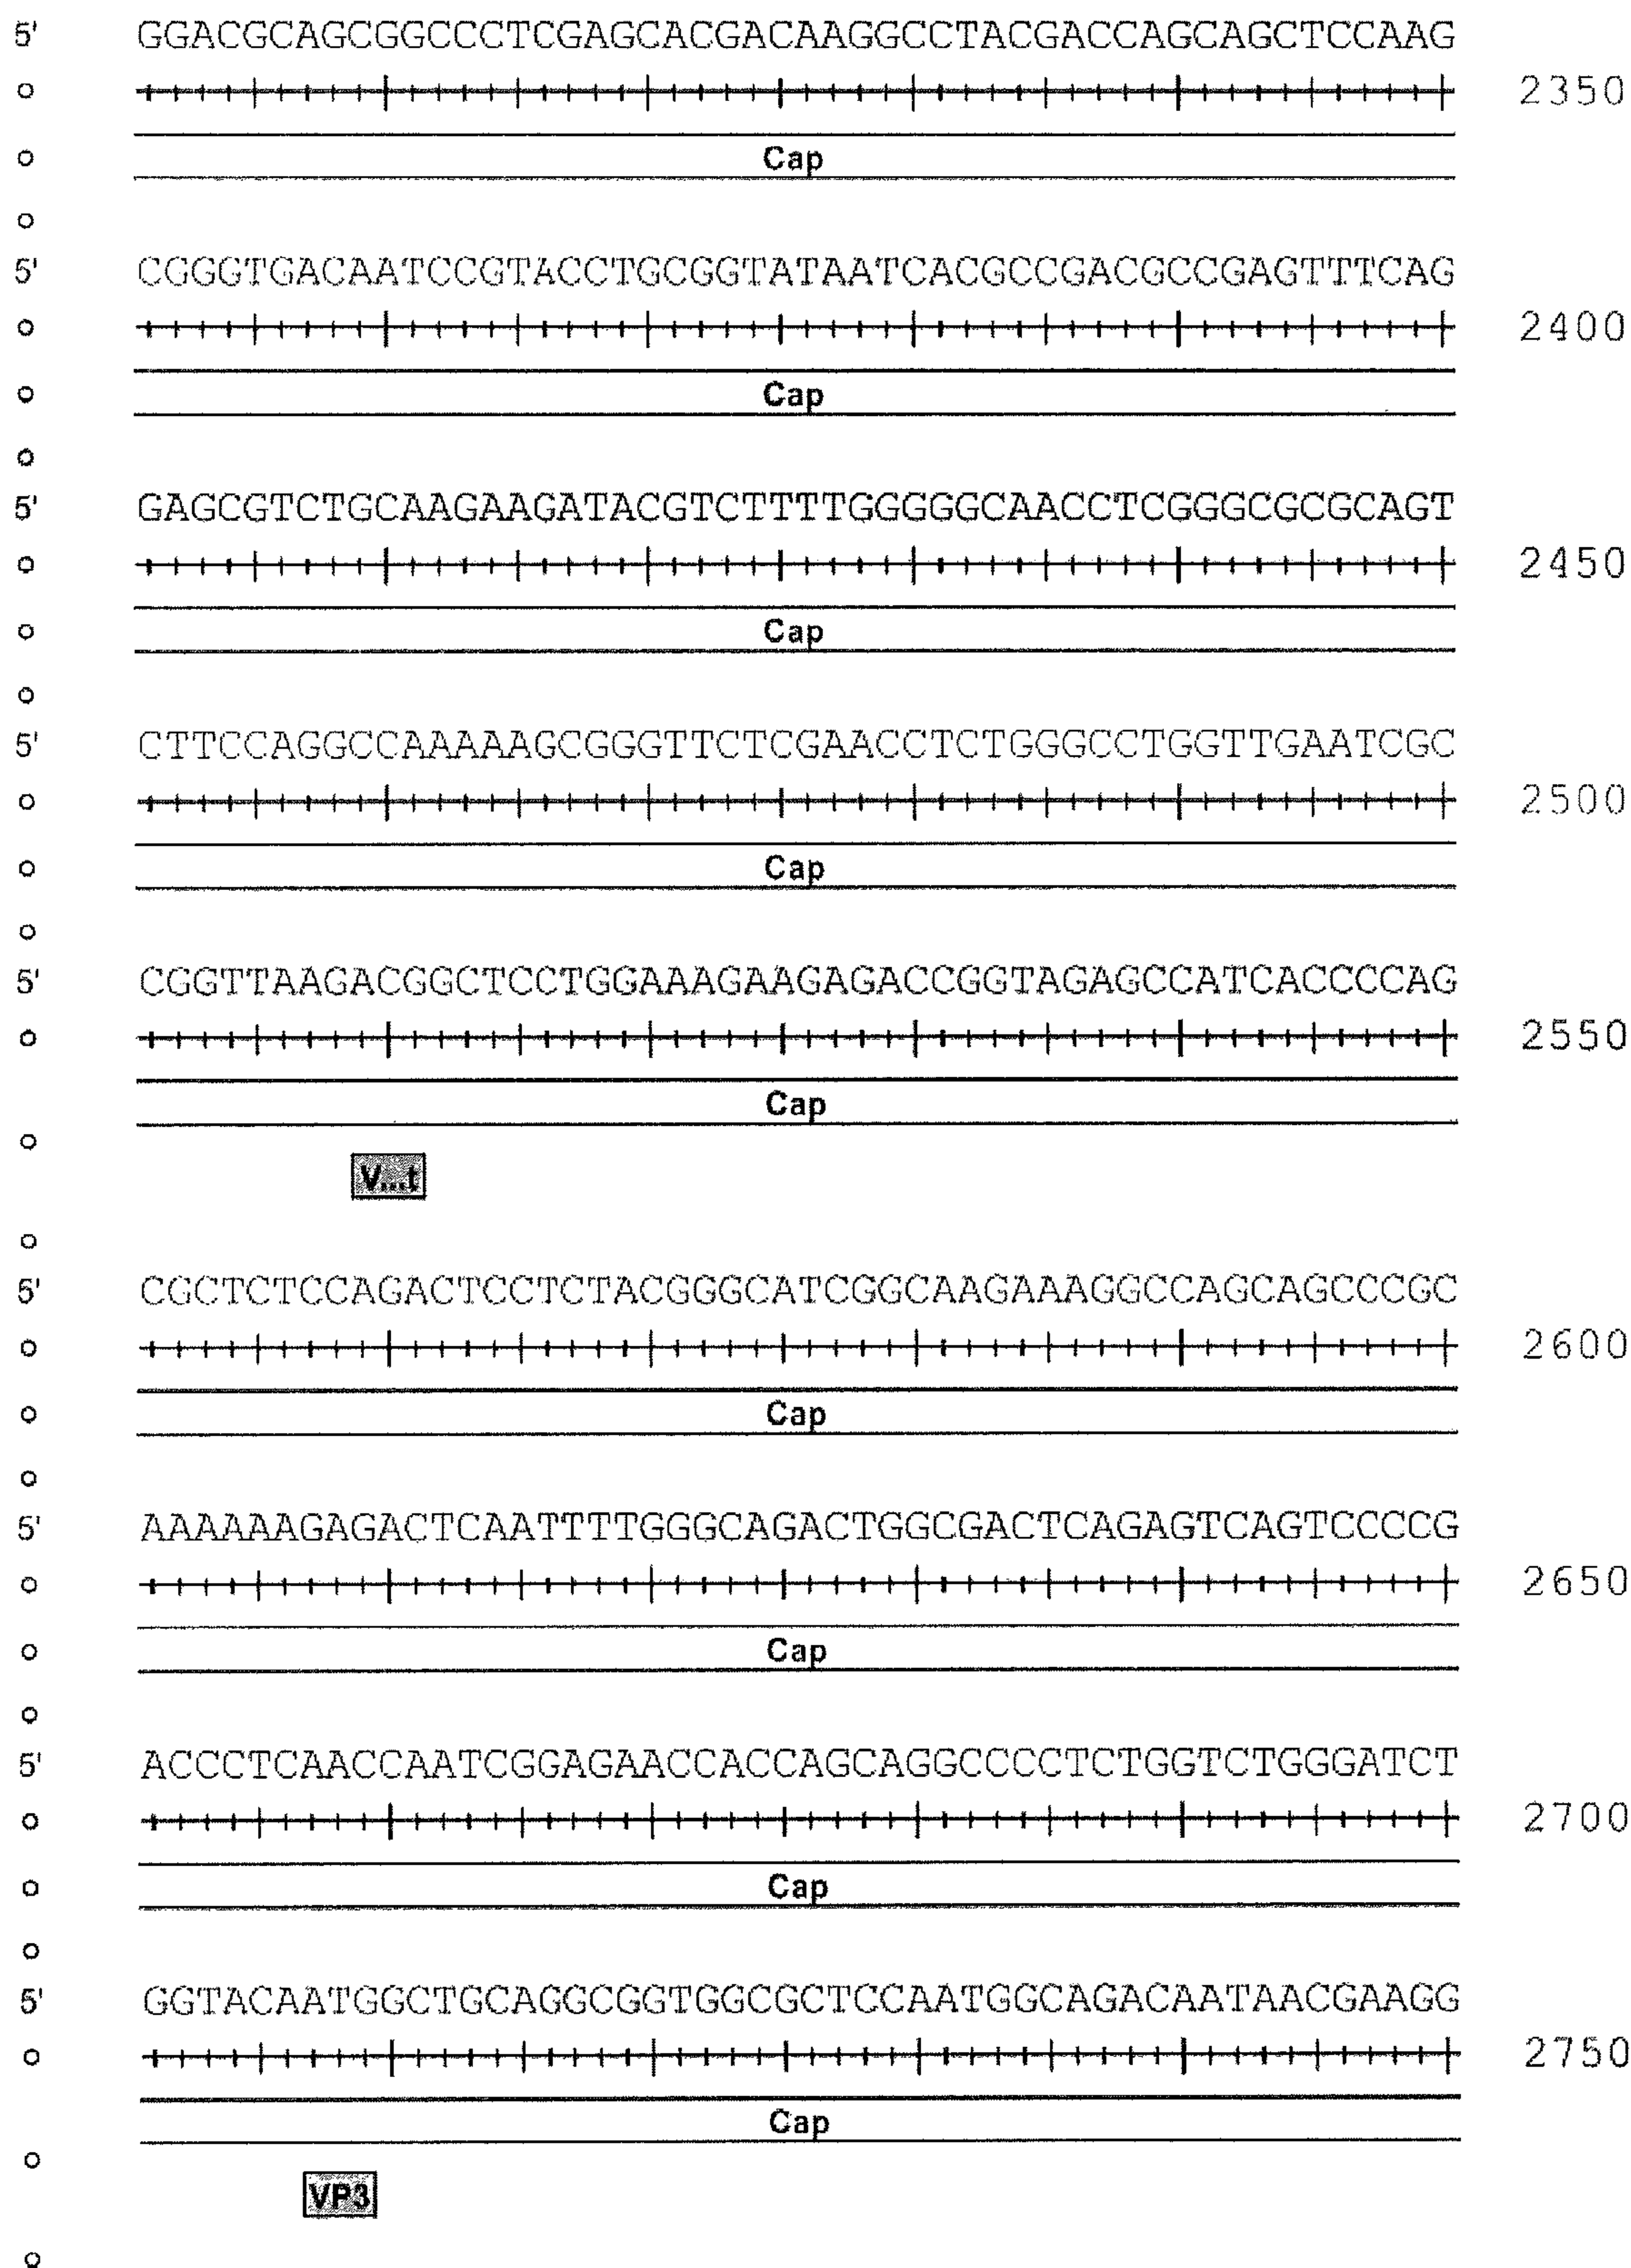 5' GGACGCAGCGGCCCTCGAGCACGACAAGGCCTACGACCAGCAGCTCCAAG
2350
Cap
5' CGGGTGACAATCCGTACCTGCGGTATAATCACGCCGACGCCGAGTTTCAG
2400
Cap
5' GAGCGTCTGCAAGAAGATACGTCTTTTGGGGGCAACCTCGGGCGCGCAGT
2450
Cap
5' CTTCCAGGCCAAAAAGCGGGTTCTCGAACCTCTGGGCCTGGTTGAATCGC
2500
Cap
5' CGGTTAAGACGGCTCCTGGAAAGAAGAGACCGGTAGAGCCATCACCCCAG
2550
Cap
V...t
5' CGCTCTCCAGACTCCTCTACGGGCATCGGCAAGAAAGGCCAGCAGCCCGC
2600
Cap
5' AAAAAAGAGACTCAATTTTGGGCAGACTGGCGACTCAGAGTCAGTCCCCG
2650
Cap
5' ACCCTCAACCAATCGGAGAACCACCAGCAGGCCCCTCTGGTCTGGGATCT
2700
Cap
5' GGTACAATGGCTGCAGGCGGTGGCGCTCCAATGGCAGACAATAACGAAGG
2750
Cap
VP3